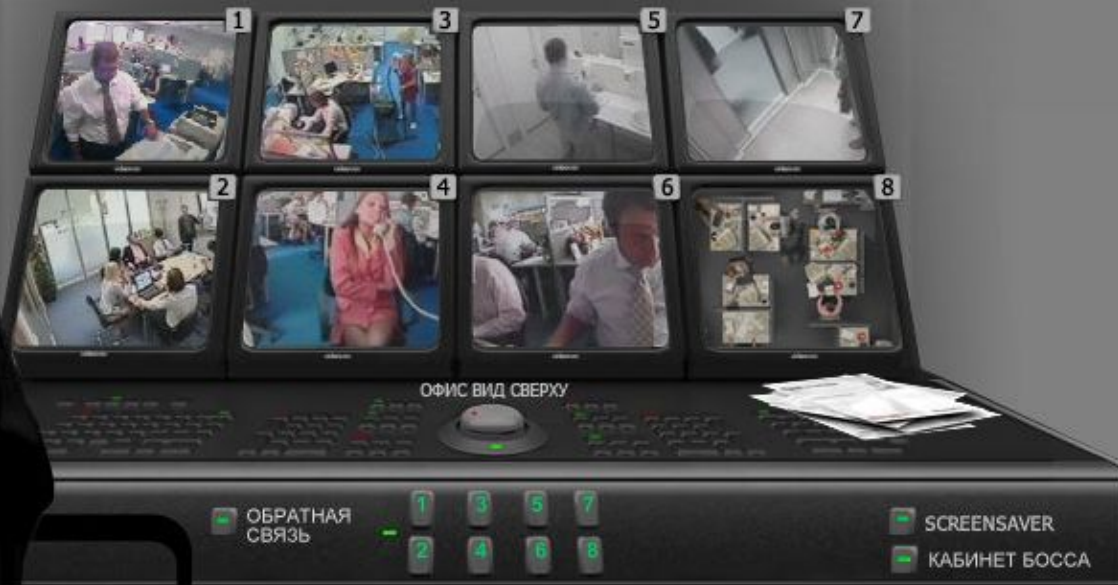 1 3 5 7
2 4 6 8
ОФИС ВИД СВЕРХУ
1 3 5 7
ОБРАТНАЯ
СВЯЗЬ
2 4 6 8
SCREENSAVER
КАБИНЕТ БОССА